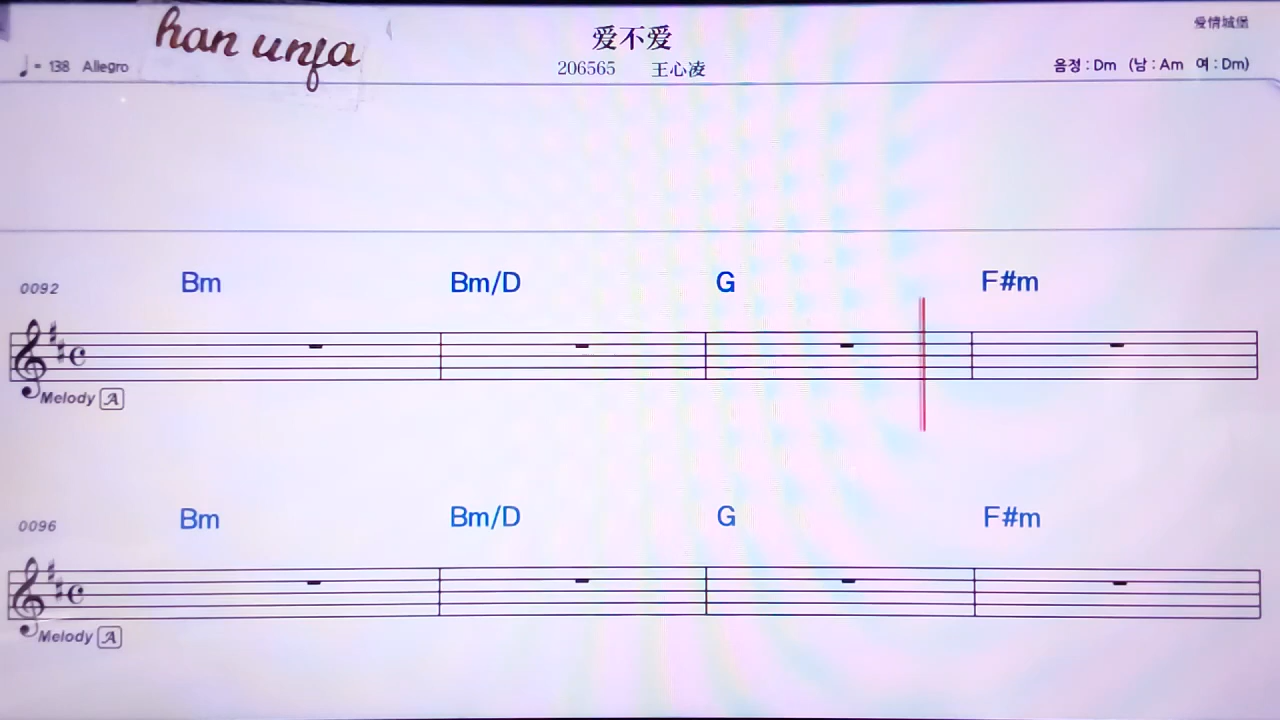 han unfa
爱不爱
爱情城堡
♩= 138 Allegro
206565 王心凌
음정 : Dm (남 : Am 여 : Dm)
0092 Bm Bm/D G F#m
Melody A
0096 Bm Bm/D G F#m
Melody A